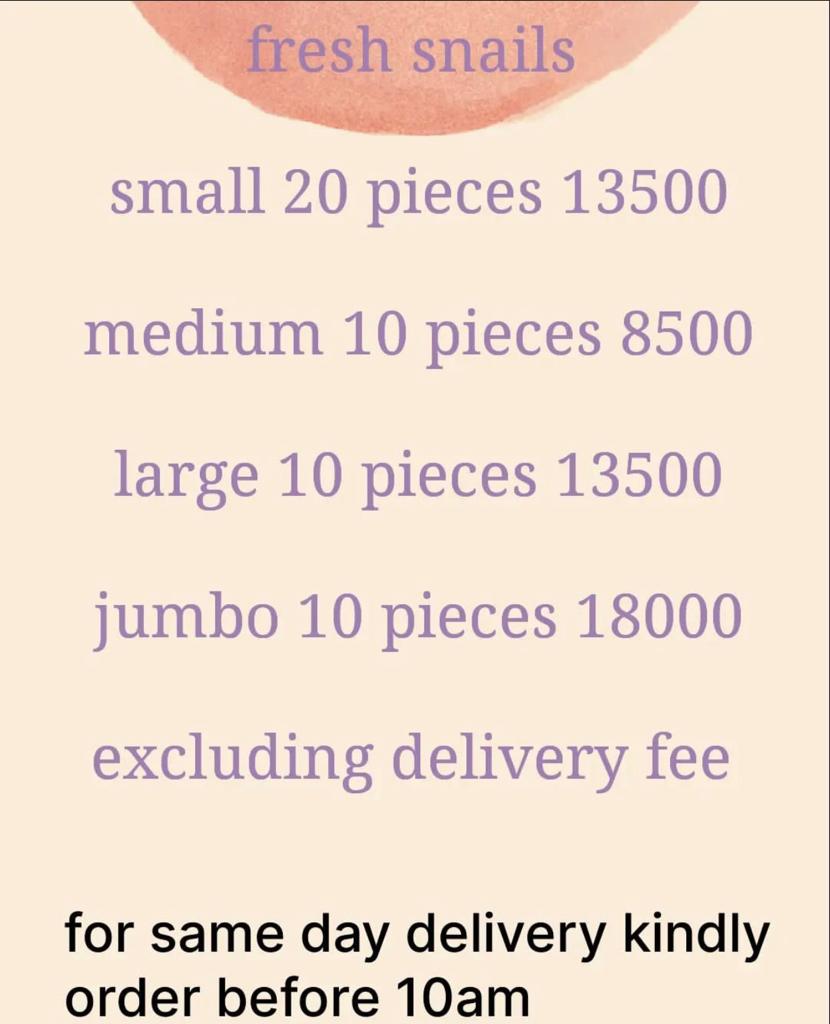 fresh snails
small 20 pieces 13500
medium 10 pieces 8500
large 10 pieces 13500
jumbo 10 pieces 18000
excluding delivery fee
for same day delivery kindly
order before 10am